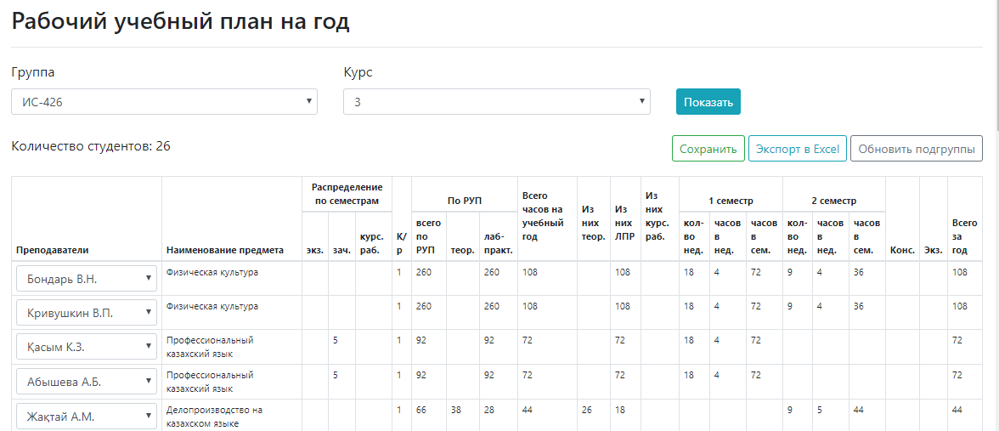 Рабочий учебный план на год
Группа Курс
ИС-426 3 Показать
Количество студентов: 26 Сохранить Экспорт в Excel Обновить подгруппы
Преподаватели Наименование предмета Распределение по семестрам экз. зач. курс. раб. К/р По РУП всего по РУП теор. лаб-практ. Всего часов на учебный год Из них теор. Из них ЛПР Из них курс. раб. 1 семестр кол-во нед. часов в нед. часов в сем. 2 семестр кол-во нед. часов в нед. часов в сем. Конс. Экз. Всего за год
Бондарь В.Н. Физическая культура 1 260 260 108 108 18 4 72 9 4 36 108
Кривушкин В.П. Физическая культура 1 260 260 108 108 18 4 72 9 4 36 108
Қасым К.З. Профессиональный казахский язык 5 1 92 92 72 72 18 4 72 72
Абышева А.Б. Профессиональный казахский язык 5 1 92 92 72 72 18 4 72 72
Жақтай А.М. Делопроизводство на казахском языке 1 66 38 28 44 26 18 9 5 44 44